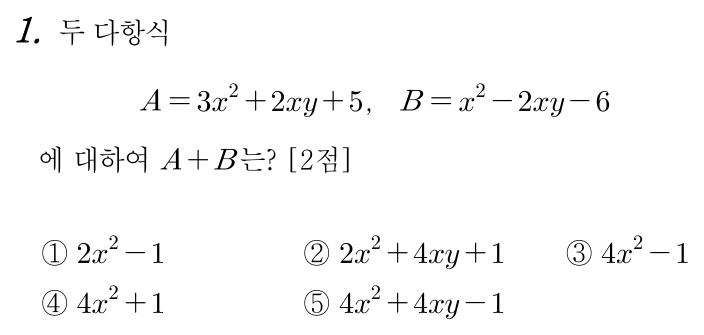 1. 두 다항식
A=3x²+2xy+5, B=x²-2xy-6
에 대하여 A+B는? [2점]
① 2x²-1 ② 2x²+4xy+1 ③ 4x²-1
④ 4x²+1 ⑤ 4x²+4xy-1